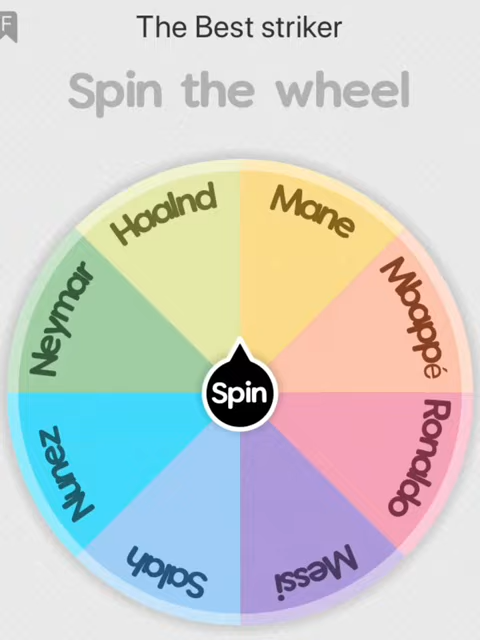 F
The Best striker
Spin the wheel
Haalnd
Mane
Neymar
Mbappé
Spin
Nunez
Ronaldo
Salah
Messi